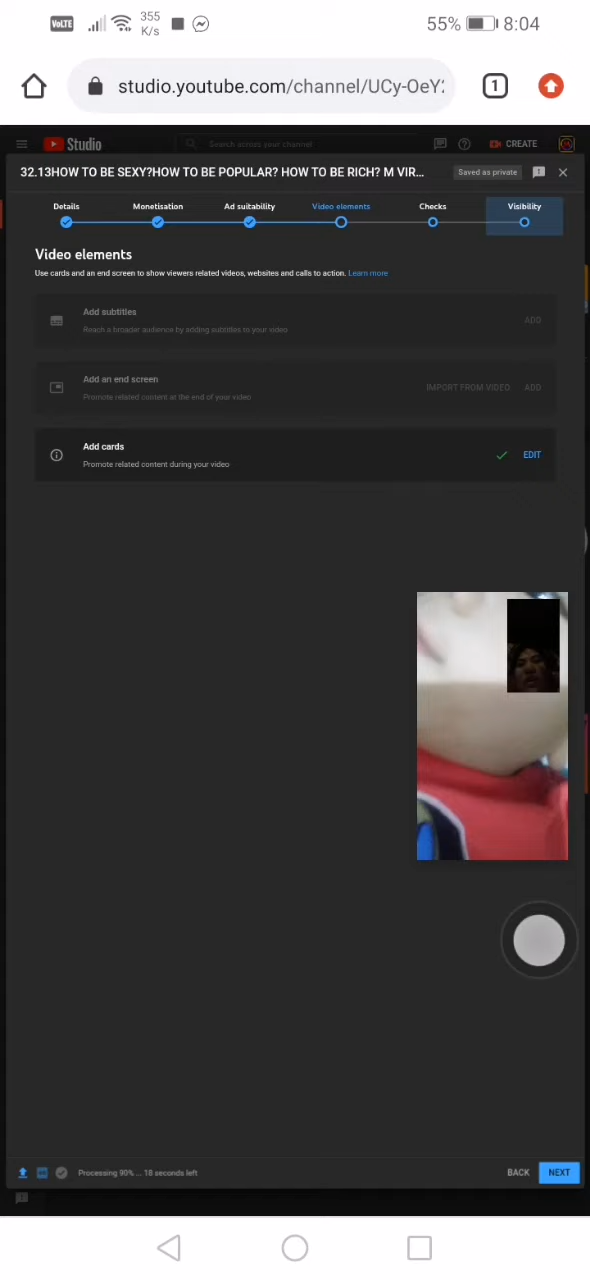 VoLTE 355 K/s 55% 8:04
studio.youtube.com/channel/UCy-OeY
1
Studio Search across your channel CREATE
32.13HOW TO BE SEXY?HOW TO BE POPULAR? HOW TO BE RICH? M VIR... Saved as private
Details Monetisation Ad suitability Video elements Checks Visibility
Video elements
Use cards and an end screen to show viewers related videos, websites and calls to action. Learn more
Add subtitles
Reach a broader audience by adding subtitles to your video
ADD
Add an end screen
Promote related content at the end of your video
IMPORT FROM VIDEO ADD
Add cards
Promote related content during your video
EDIT
Processing 90% ... 18 seconds left BACK NEXT